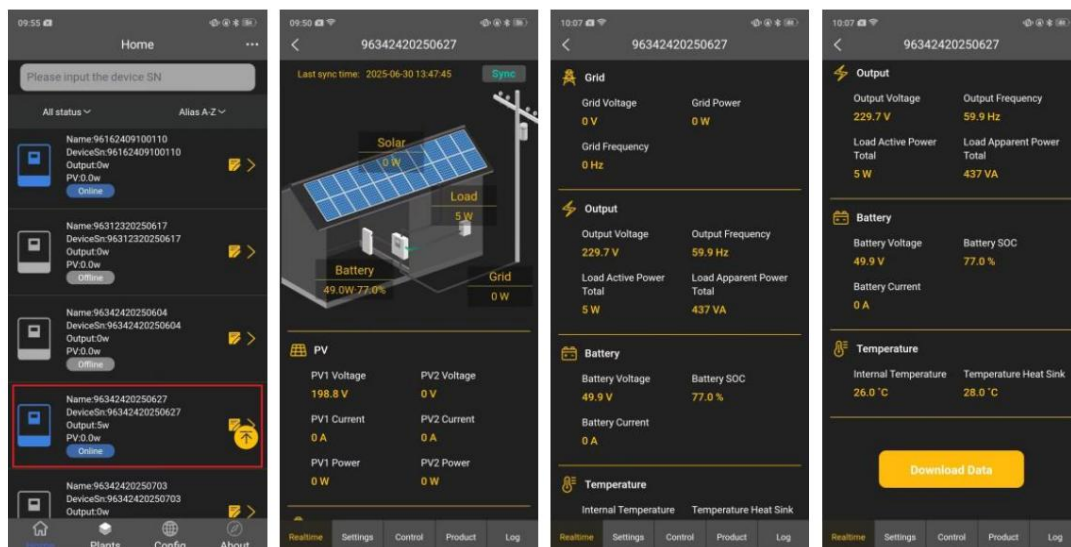 09:55
Home
Please input the device SN
All status
Alias A-Z
Name:96162409100110
DeviceSn:96162409100110
Output:0w
PV:0.0w
Online
Name:96312320250617
DeviceSn:96312320250617
Output:0w
PV:0.0w
Offline
Name:96342420250604
DeviceSn:96342420250604
Output:0w
PV:0.0w
Offline
Name:96342420250627
DeviceSn:96342420250627
Output:5w
PV:0.0w
Online
Name:96342420250703
DeviceSn:96342420250703
Output:0w
Home Plants Config About
09:50
96342420250627
Last sync time: 2025-06-30 13:47:45 Sync
Solar
0 W
Load
5 W
Battery
49.0W-77.0%
Grid
0 W
PV
PV1 Voltage PV2 Voltage
198.8 V 0 V
PV1 Current PV2 Current
0 A 0 A
PV1 Power PV2 Power
0 W 0 W
Realtime Settings Control Product Log
10:07
96342420250627
Grid
Grid Voltage Grid Power
0 V 0 W
Grid Frequency
0 Hz
Output
Output Voltage Output Frequency
229.7 V 59.9 Hz
Load Active Power Total Load Apparent Power Total
5 W 437 VA
Battery
Battery Voltage Battery SOC
49.9 V 77.0 %
Battery Current
0 A
Temperature
Internal Temperature Temperature Heat Sink
Realtime Settings Control Product Log
10:07
96342420250627
Output
Output Voltage Output Frequency
229.7 V 59.9 Hz
Load Active Power Total Load Apparent Power Total
5 W 437 VA
Battery
Battery Voltage Battery SOC
49.9 V 77.0 %
Battery Current
0 A
Temperature
Internal Temperature Temperature Heat Sink
26.0 °C 28.0 °C
Download Data
Realtime Settings Control Product Log